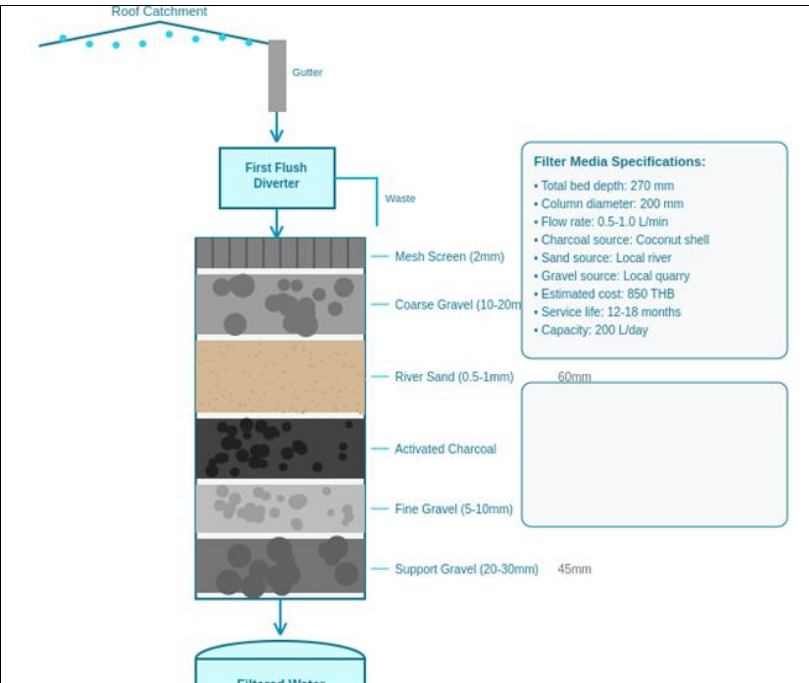 Roof Catchment
Gutter
First Flush
Diverter
Waste
Filter Media Specifications:
• Total bed depth: 270 mm
• Column diameter: 200 mm
• Flow rate: 0.5-1.0 L/min
• Charcoal source: Coconut shell
• Sand source: Local river
• Gravel source: Local quarry
• Estimated cost: 850 THB
• Service life: 12-18 months
• Capacity: 200 L/day
Mesh Screen (2mm)
Coarse Gravel (10-20m
River Sand (0.5-1mm) 60mm
Activated Charcoal
Fine Gravel (5-10mm)
Support Gravel (20-30mm) 45mm
Filtered Water